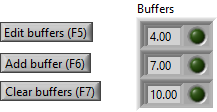 Buffers
Edit buffers (F5)
4.00
Add buffer (F6)
7.00
Clear buffers (F7)
10.00